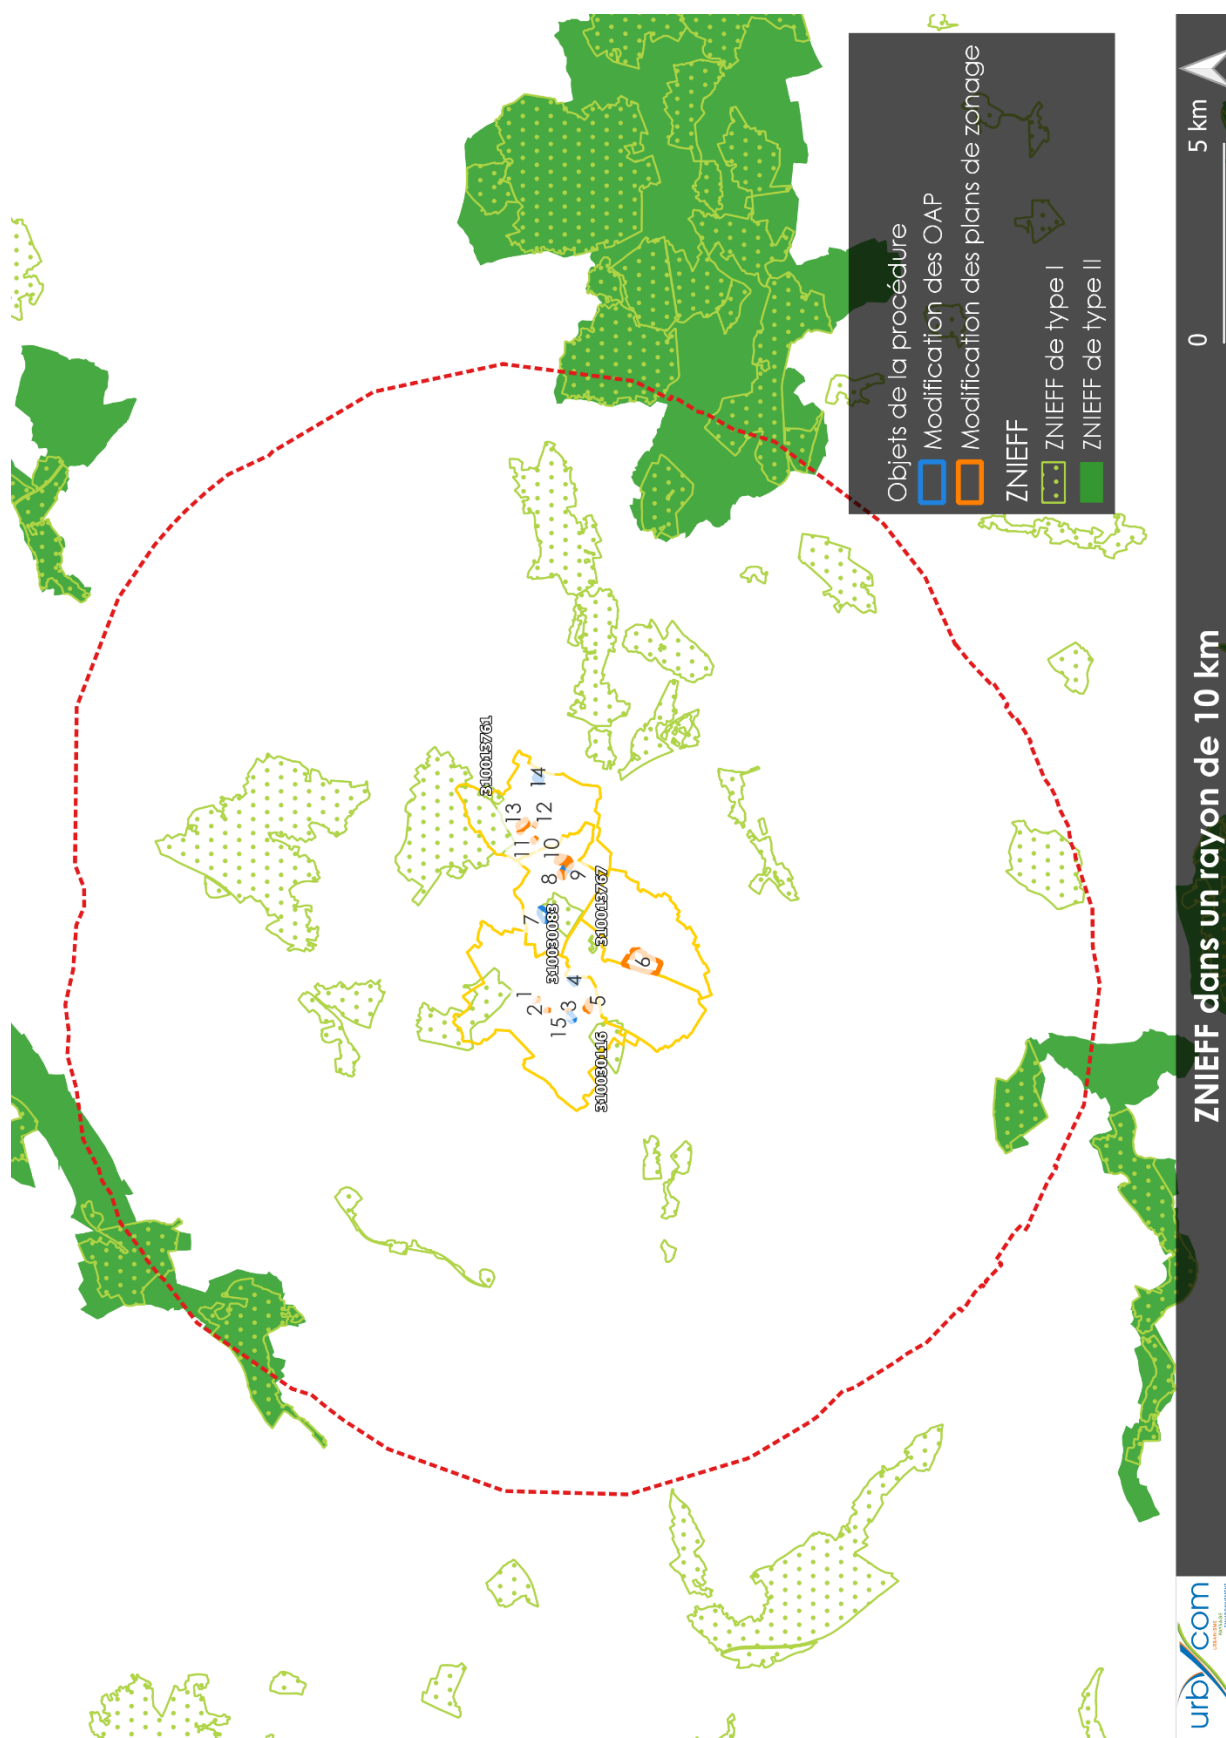 310013761
14
13
12
11
10
8
9
7
310030083
310013767
6
1
2
4
3
15
5
310030116
Objets de la procédure
Modification des OAP
Modification des plans de zonage
ZNIEFF
ZNIEFF de type I
ZNIEFF de type II
ZNIEFF dans un rayon de 10 km
0 5 km
urbycom